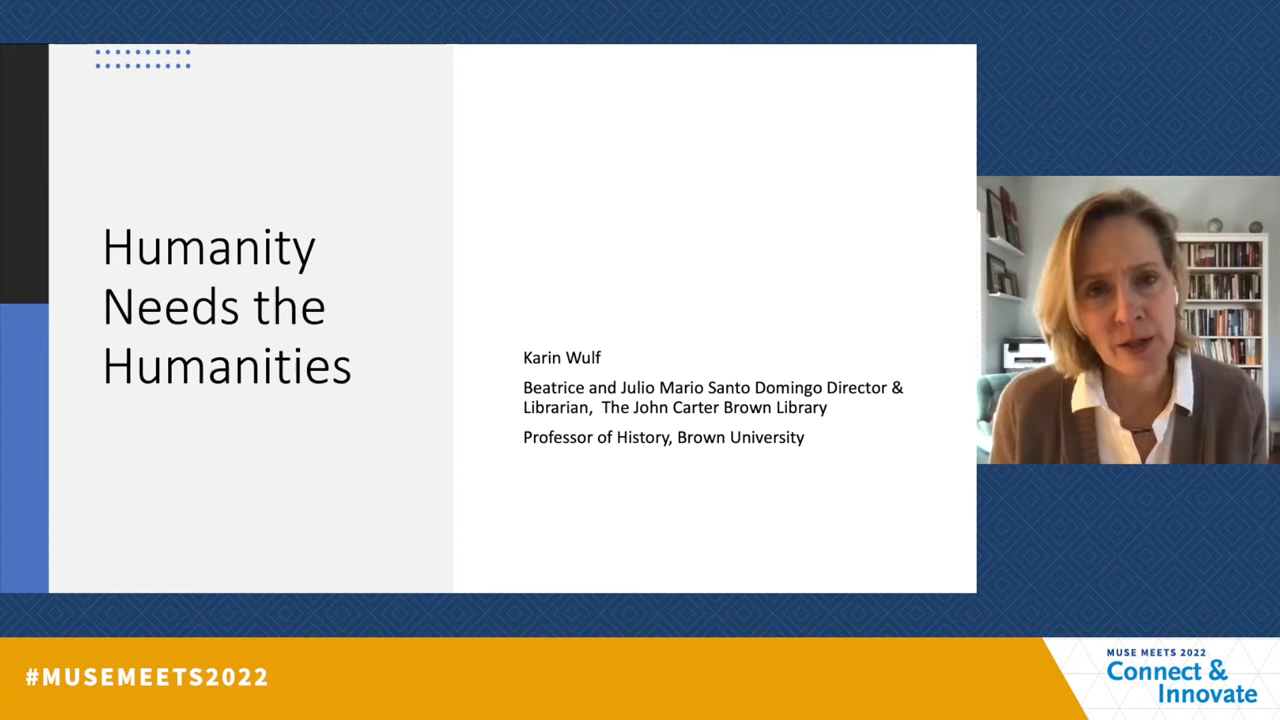 Humanity
Needs the
Humanities
Karin Wulf
Beatrice and Julio Mario Santo Domingo Director &
Librarian, The John Carter Brown Library
Professor of History, Brown University
#MUSEMEETS2022
MUSE MEETS 2022
Connect &
Innovate